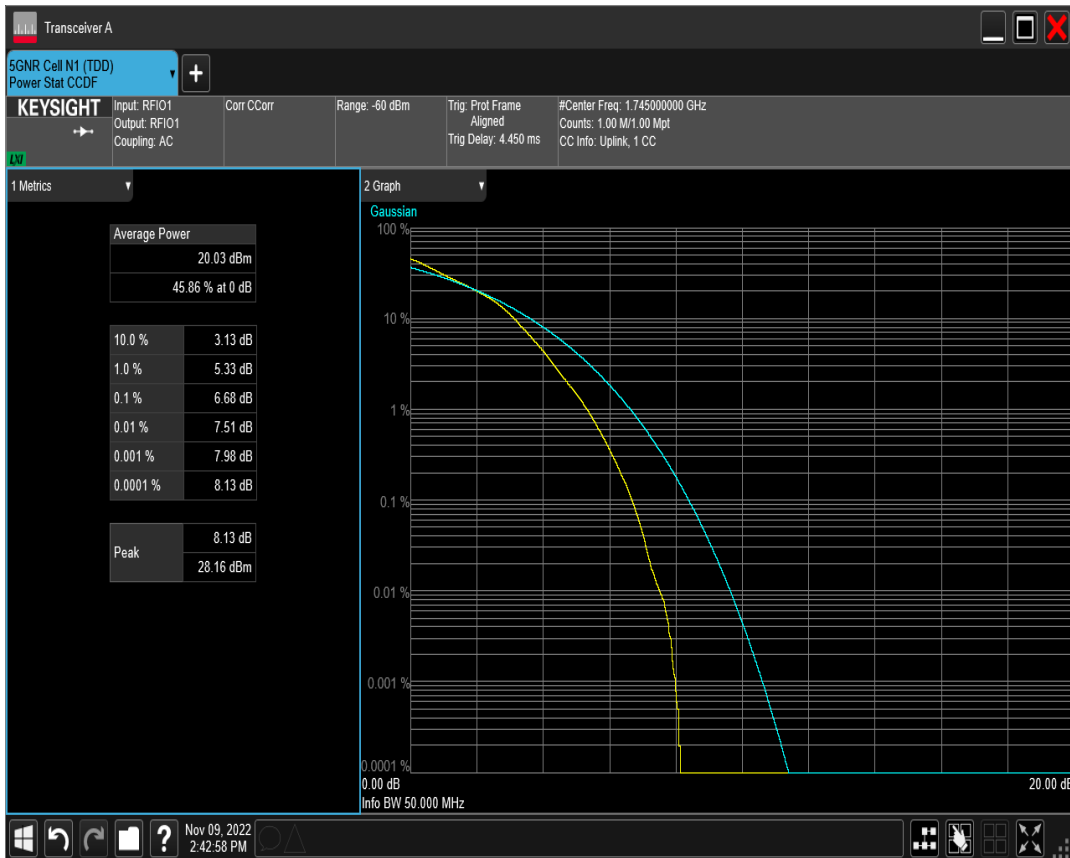 Transceiver A
5GNR Cell N1 (TDD)
Power Stat CCDF
+
KEYSIGHT
LXI
Input: RFIO1
Output: RFIO1
Coupling: AC
Corr CCorr
Range: -60 dBm
Trig: Prot Frame
Aligned
Trig Delay: 4.450 ms
#Center Freq: 1.745000000 GHz
Counts: 1.00 M/1.00 Mpt
CC Info: Uplink, 1 CC
1 Metrics
Average Power
20.03 dBm
45.86 % at 0 dB
10.0 % 3.13 dB
1.0 % 5.33 dB
0.1 % 6.68 dB
0.01 % 7.51 dB
0.001 % 7.98 dB
0.0001 % 8.13 dB
Peak
8.13 dB
28.16 dBm
2 Graph
Gaussian
100 %
10 %
1 %
0.1 %
0.01 %
0.001 %
0.0001 %
0.00 dB
20.00 dB
Info BW 50.000 MHz
?
Nov 09, 2022
2:42:58 PM